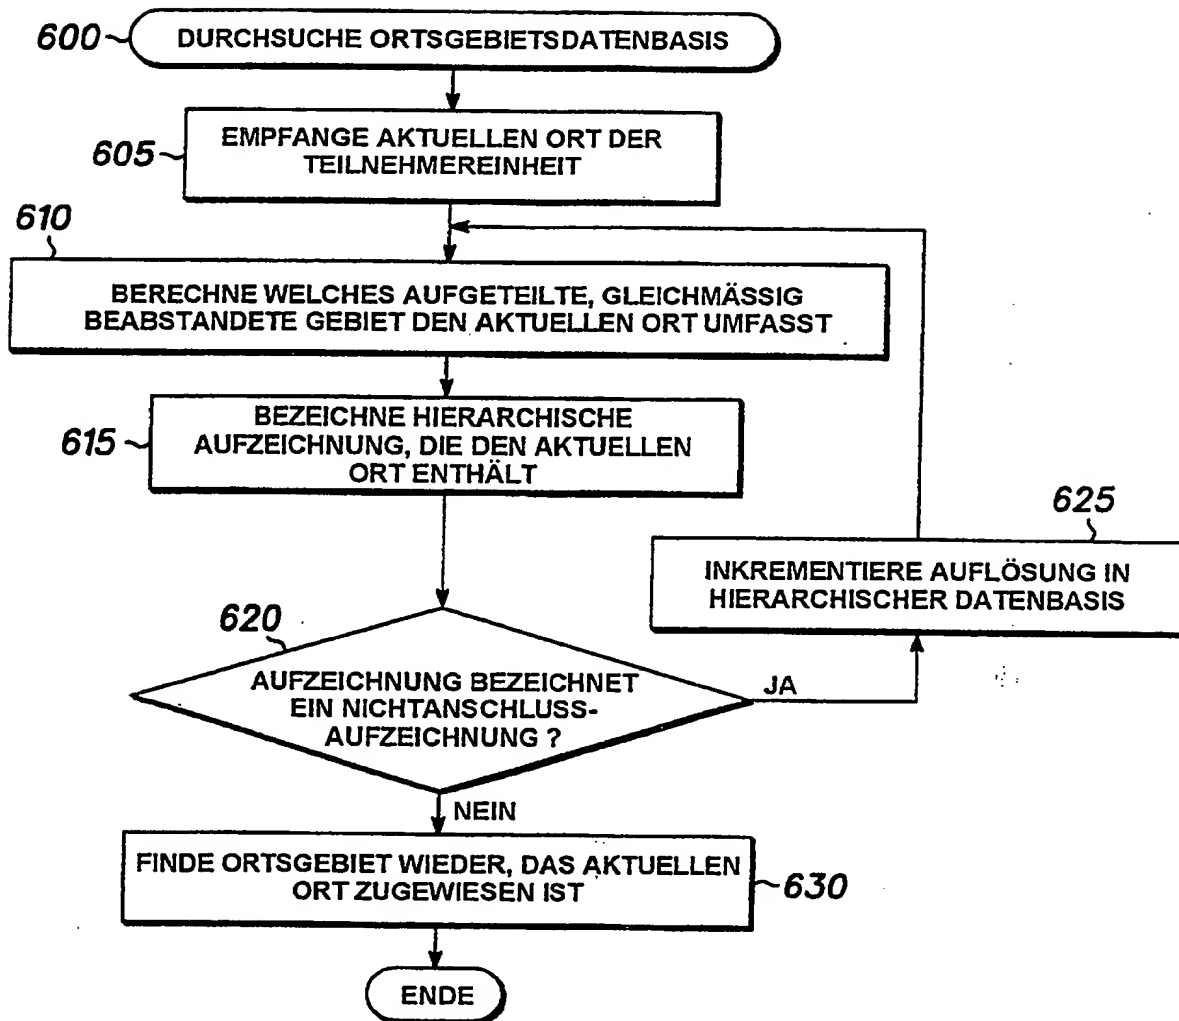 600
DURCHSUCHE ORTSGEBIETSDATENBASIS
605
EMPFANGE AKTUELLEN ORT DER
TEILNEHMEREINHEIT
610
BERECHNE WELCHES AUFGETEILTE, GLEICHMÄSSIG
BEABSTANDETE GEBIET DEN AKTUELLEN ORT UMFASST
615
BEZEICHNE HIERARCHISCHE
AUFZEICHNUNG, DIE DEN AKTUELLEN
ORT ENTHÄLT
625
INKREMENTIERE AUFLÖSUNG IN
HIERARCHISCHER DATENBASIS
620
AUFZEICHNUNG BEZEICHNET
EIN NICHTANSCHLUSS-
AUFZEICHNUNG ?
JA
NEIN
FINDE ORTSGEBIET WIEDER, DAS AKTUELLEN
ORT ZUGEWIESEN IST
630
ENDE